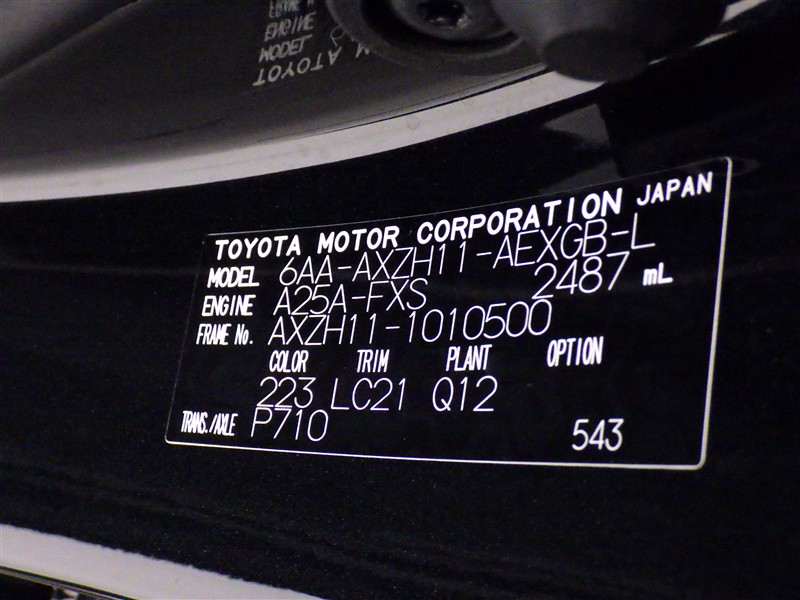 TOYOTA MOTOR CORPORATION JAPAN
MODEL 6AA-AXZH11-AEXGB-L
ENGINE A25A-FXS 2487 mL
FRAME No. AXZH11-1010500
COLOR TRIM PLANT OPTION
223 LC21 Q12
TRANS./AXLE P710 543